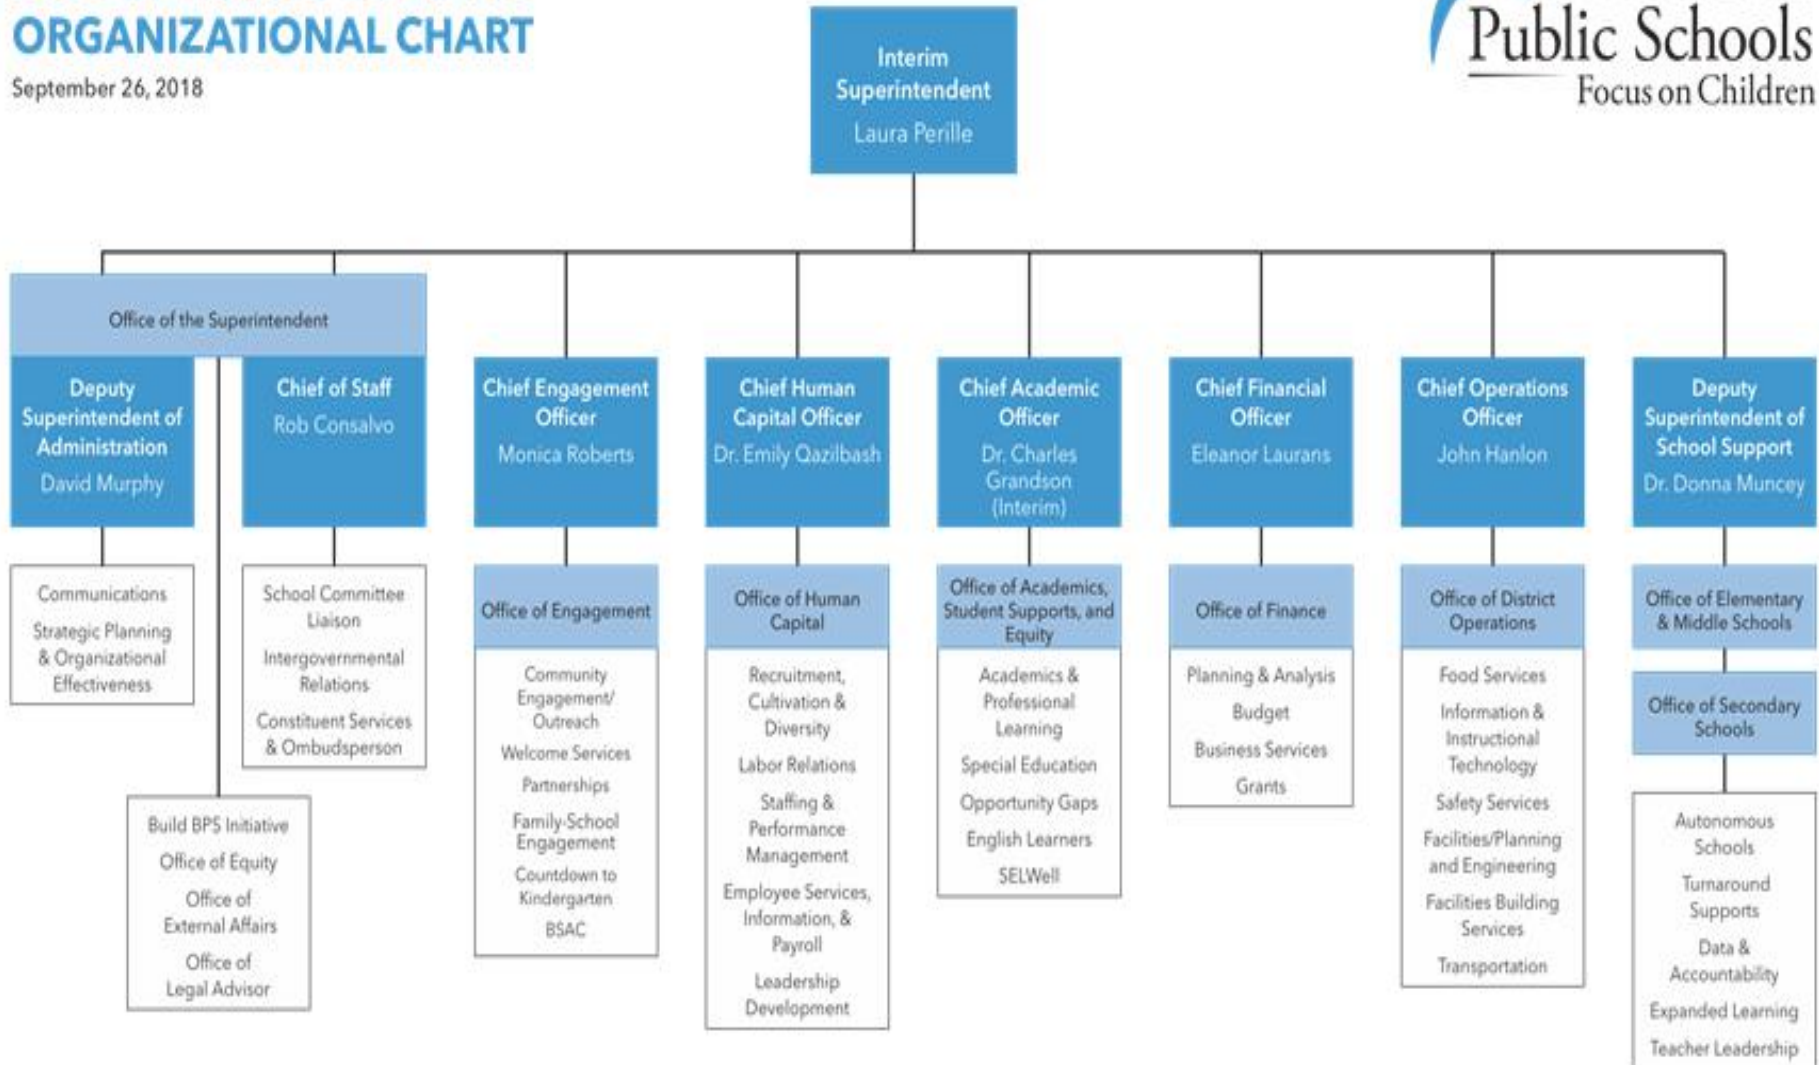 ORGANIZATIONAL CHART
September 26, 2018
Public Schools
Focus on Children
Interim
Superintendent
Laura Perille
Office of the Superintendent
Deputy
Superintendent of
Administration
David Murphy
Communications
Strategic Planning
& Organizational
Effectiveness
Chief of Staff
Rob Consalvo
School Committee
Liaison
Intergovernmental
Relations
Constituent Services
& Ombudsperson
Build BPS Initiative
Office of Equity
Office of
External Affairs
Office of
Legal Advisor
Chief Engagement
Officer
Monica Roberts
Office of Engagement
Community
Engagement/
Outreach
Welcome Services
Partnerships
Family-School
Engagement
Countdown to
Kindergarten
BSAC
Chief Human
Capital Officer
Dr. Emily Qazilbash
Office of Human
Capital
Recruitment,
Cultivation &
Diversity
Labor Relations
Staffing &
Performance
Management
Employee Services,
Information, &
Payroll
Leadership
Development
Chief Academic
Officer
Dr. Charles
Grandson
(Interim)
Office of Academics,
Student Supports, and
Equity
Academics &
Professional
Learning
Special Education
Opportunity Gaps
English Learners
SELWell
Chief Financial
Officer
Eleanor Laurans
Office of Finance
Planning & Analysis
Budget
Business Services
Grants
Chief Operations
Officer
John Hanlon
Office of District
Operations
Food Services
Information &
Instructional
Technology
Safety Services
Facilities/Planning
and Engineering
Facilities Building
Services
Transportation
Deputy
Superintendent of
School Support
Dr. Donna Muncey
Office of Elementary
& Middle Schools
Office of Secondary
Schools
Autonomous
Schools
Turnaround
Supports
Data &
Accountability
Expanded Learning
Teacher Leadership